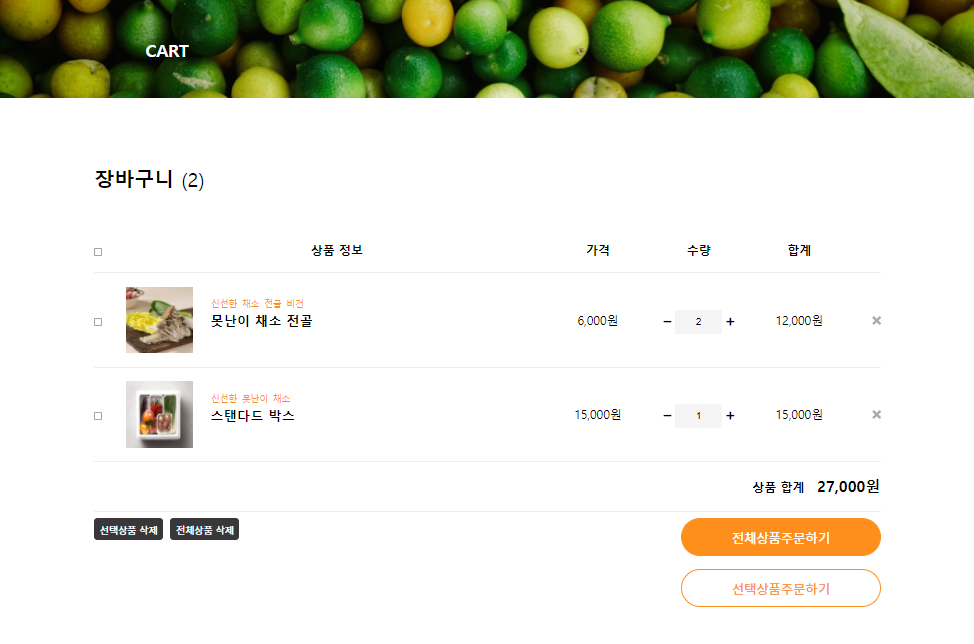 CART
장바구니 (2)
상품 정보 가격 수량 합계
신선한 채소 전골 비건
못난이 채소 전골 6,000원 − 2 + 12,000원 ×
신선한 못난이 채소
스탠다드 박스 15,000원 − 1 + 15,000원 ×
상품 합계 27,000원
선택상품 삭제 전체상품 삭제
전체상품주문하기
선택상품주문하기